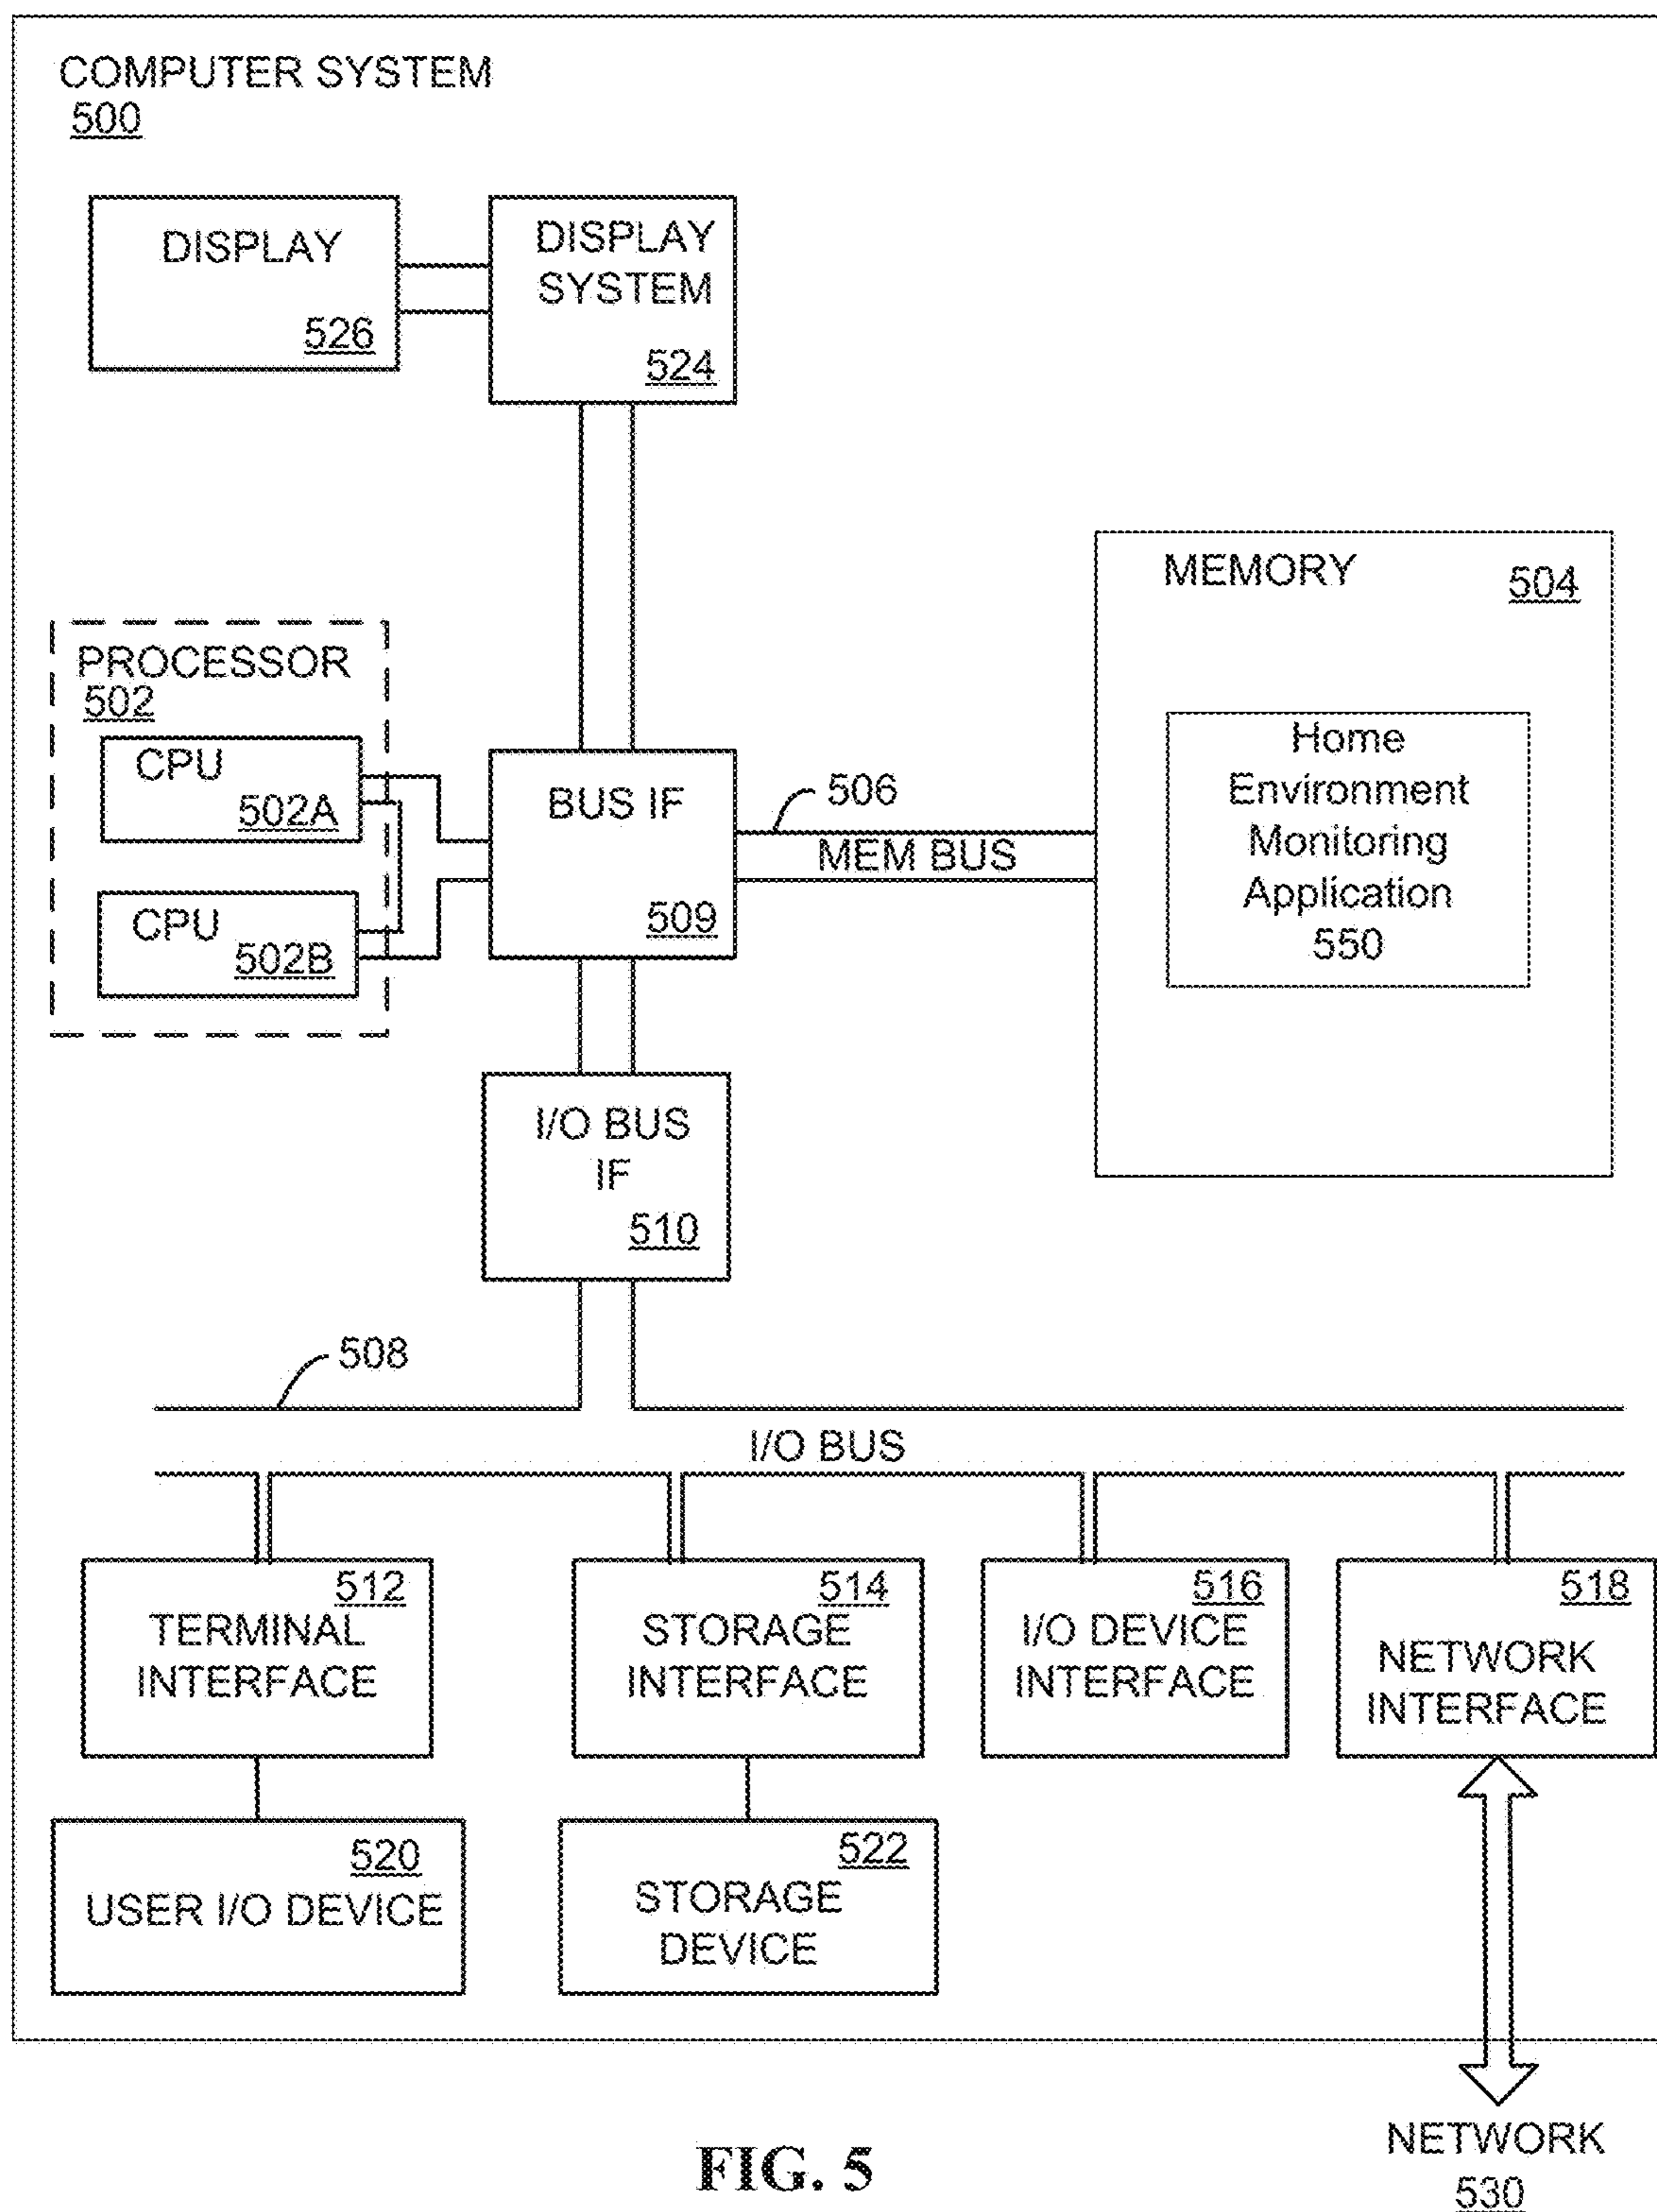 COMPUTER SYSTEM
500
DISPLAY
526
DISPLAY
SYSTEM
524
MEMORY
504
Home
Environment
Monitoring
Application
550
PROCESSOR
502
CPU
502A
CPU
502B
BUS IF
509
506
MEM BUS
I/O BUS
IF
510
508
I/O BUS
512
TERMINAL
INTERFACE
514
STORAGE
INTERFACE
516
I/O DEVICE
INTERFACE
518
NETWORK
INTERFACE
520
USER I/O DEVICE
522
STORAGE
DEVICE
NETWORK
530
FIG. 5